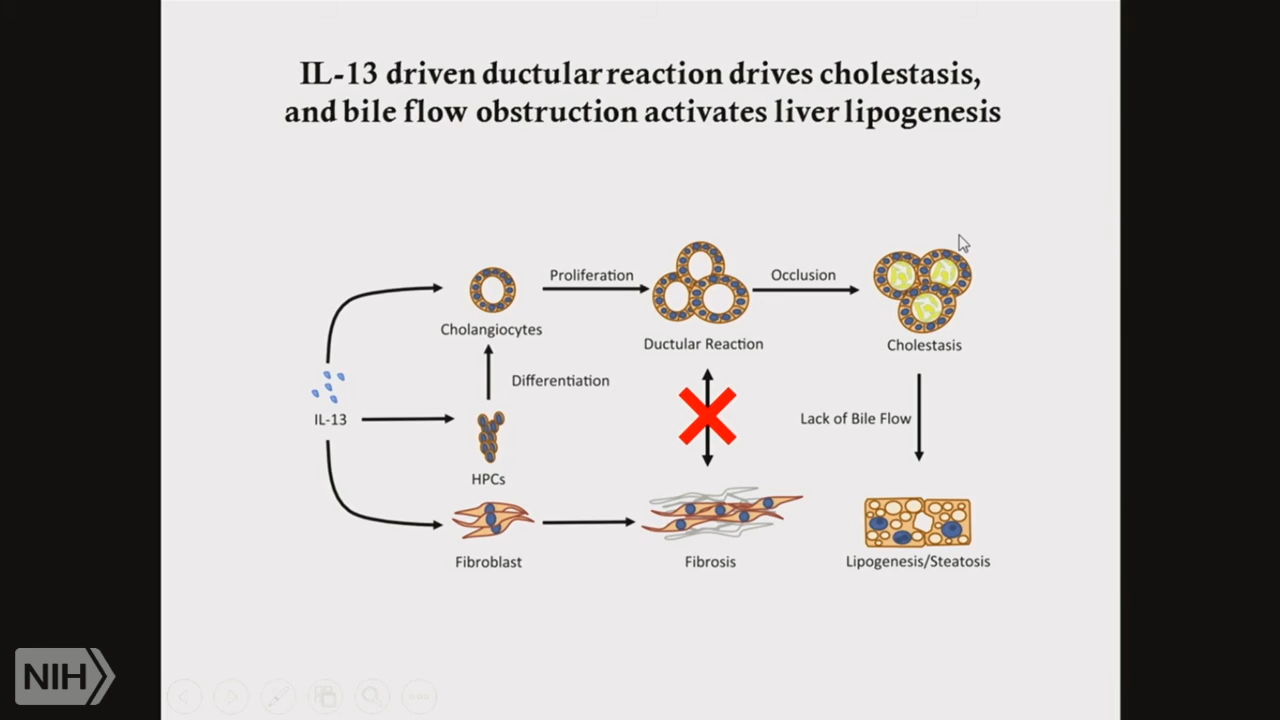 IL-13 driven ductular reaction drives cholestasis,
and bile flow obstruction activates liver lipogenesis
Proliferation
Occlusion
Cholangiocytes
Ductular Reaction
Cholestasis
Differentiation
IL-13
Lack of Bile Flow
HPCs
Fibroblast
Fibrosis
Lipogenesis/Steatosis
NIH